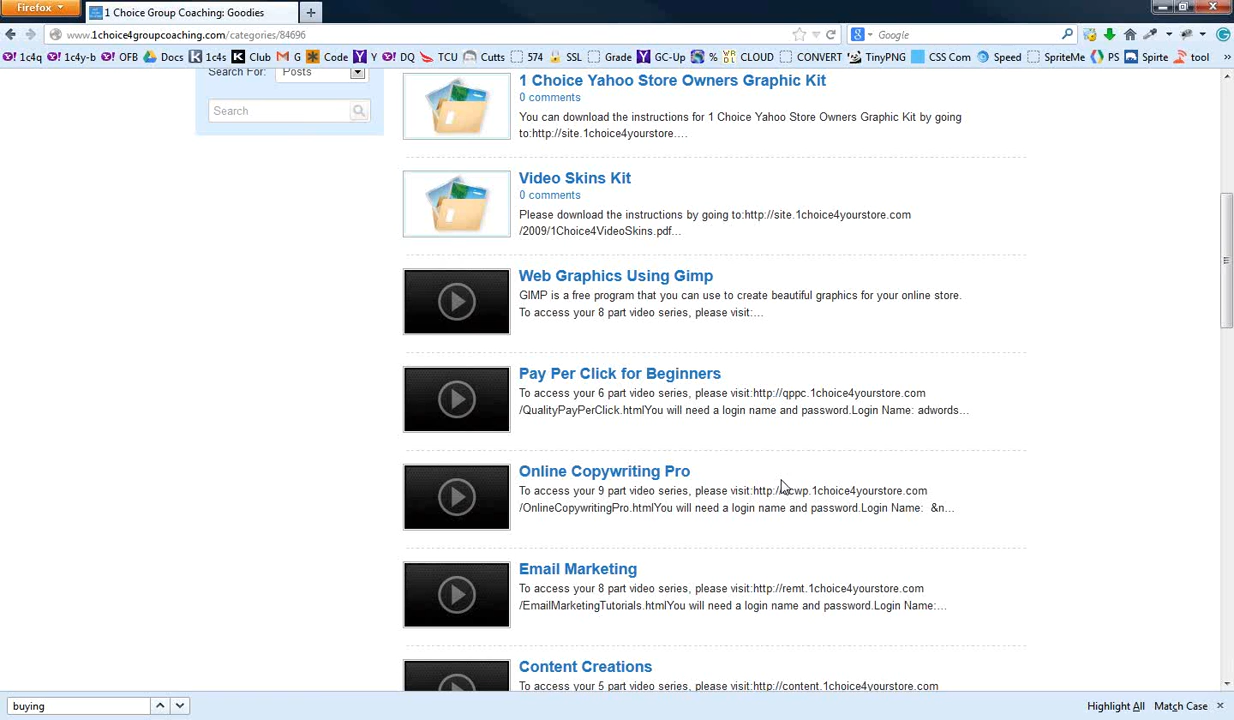 Firefox
1 Choice Group Coaching: Goodies
www.1choice4groupcoaching.com/categories/84696
Google
1c4q 1c4y-b OFB Docs 1c4s Club G Code Y DQ TCU Cutts 574 SSL Grade GC-Up % CLOUD CONVERT TinyPNG CSS Com Speed SpriteMe PS Sprite tool »
Search For: Posts
Search
1 Choice Yahoo Store Owners Graphic Kit
0 comments
You can download the instructions for 1 Choice Yahoo Store Owners Graphic Kit by going
to:http://site.1choice4yourstore....
Video Skins Kit
0 comments
Please download the instructions by going to:http://site.1choice4yourstore.com
/2009/1Choice4VideoSkins.pdf...
Web Graphics Using Gimp
GIMP is a free program that you can use to create beautiful graphics for your online store.
To access your 8 part video series, please visit:...
Pay Per Click for Beginners
To access your 6 part video series, please visit:http://qppc.1choice4yourstore.com
/QualityPayPerClick.htmlYou will need a login name and password.Login Name: adwords...
Online Copywriting Pro
To access your 9 part video series, please
/OnlineCopywritingPro.htmlYou will need a login name and password.Login Name: &n...
Email Marketing
To access your 8 part video series, please visit:http://remt.1choice4yourstore.com
/EmailMarketingTutorials.htmlYou will need a login name and password.Login Name:...
Content Creations
To access your 5 part video series, please visit:http://content.1choice4yourstore.com
buying
Highlight All Match Case